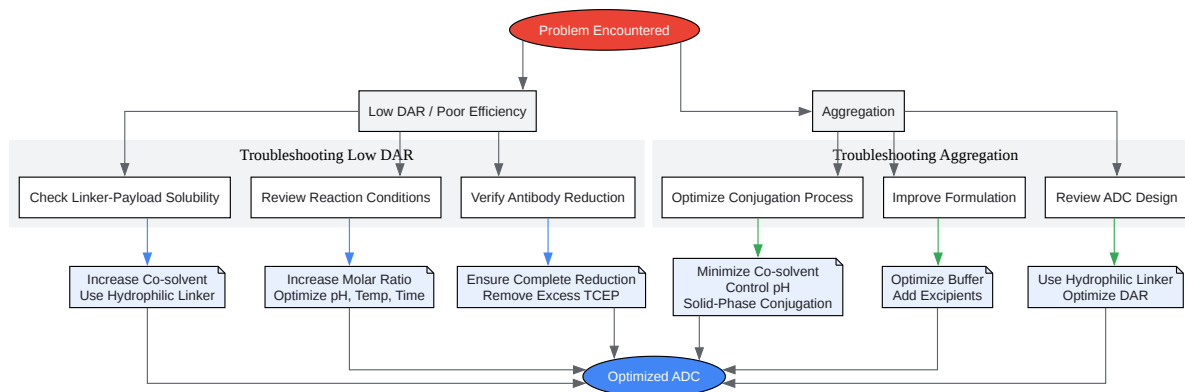 Problem Encountered
Low DAR / Poor Efficiency
Aggregation
Troubleshooting Low DAR
Troubleshooting Aggregation
Check Linker-Payload Solubility
Review Reaction Conditions
Verify Antibody Reduction
Optimize Conjugation Process
Improve Formulation
Review ADC Design
Increase Co-solvent
Use Hydrophilic Linker
Increase Molar Ratio
Optimize pH, Temp, Time
Ensure Complete Reduction
Remove Excess TCEP
Minimize Co-solvent
Control pH
Solid-Phase Conjugation
Optimize Buffer
Add Excipients
Use Hydrophilic Linker
Optimize DAR
Optimized ADC